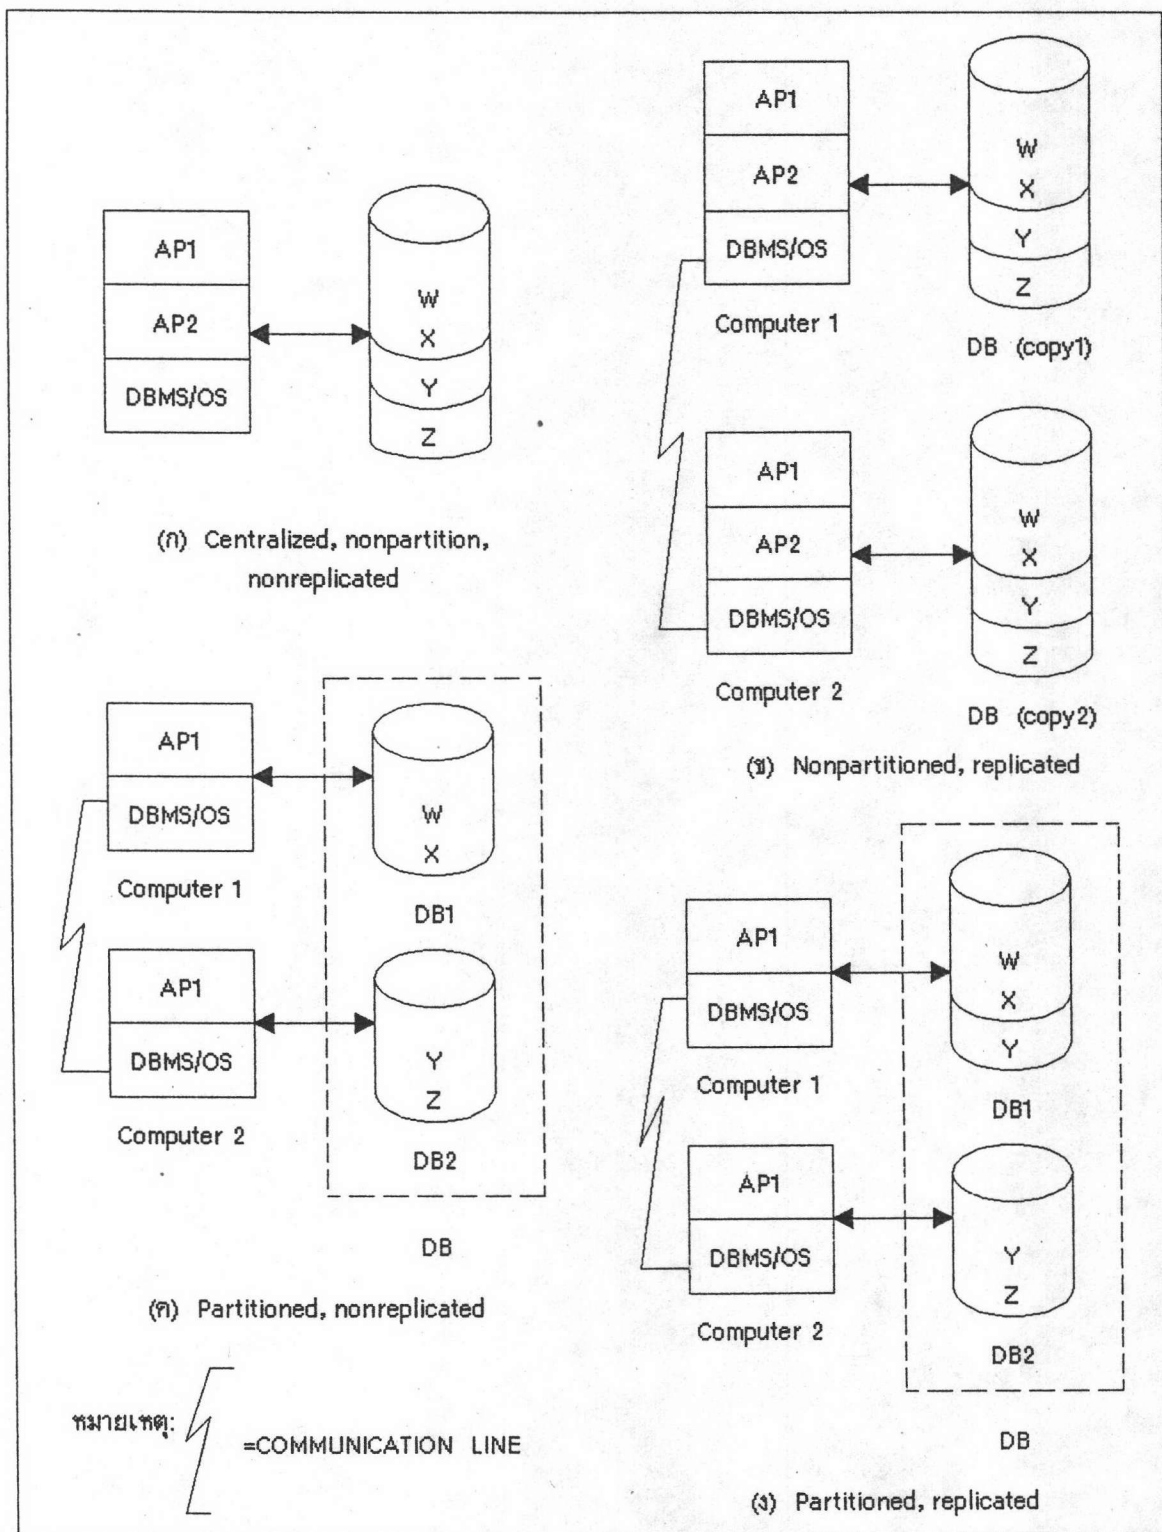 AP1
AP2
DBMS/OS
W
X
Y
Z
(ก) Centralized, nonpartition,
nonreplicated
AP1
AP2
DBMS/OS
Computer 1
W
X
Y
Z
DB (copy1)
AP1
AP2
DBMS/OS
Computer 2
W
X
Y
Z
DB (copy2)
(ข) Nonpartitioned, replicated
AP1
DBMS/OS
Computer 1
W
X
DB1
AP1
DBMS/OS
Computer 2
Y
Z
DB2
DB
(ค) Partitioned, nonreplicated
AP1
DBMS/OS
Computer 1
W
X
Y
DB1
AP1
DBMS/OS
Computer 2
Y
Z
DB2
DB
(ง) Partitioned, replicated
หมายเหตุ:
=COMMUNICATION LINE